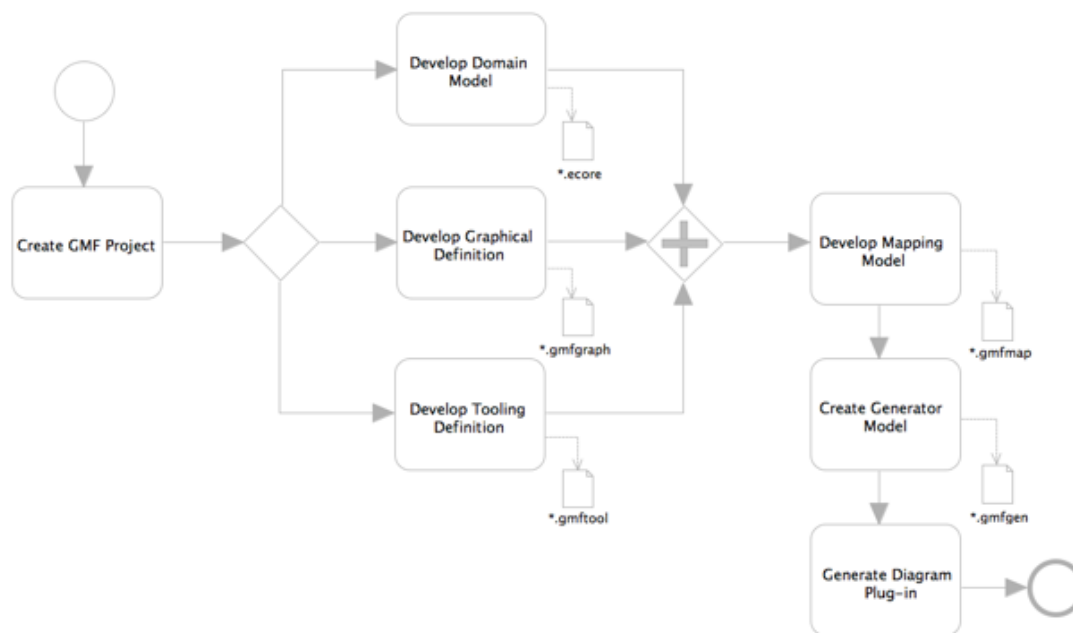 Develop Domain
Model
*.ecore
Create GMF Project
Develop Graphical
Definition
*.gmfgraph
Develop Tooling
Definition
*.gmftool
Develop Mapping
Model
*.gmfmap
Create Generator
Model
*.gmfgen
Generate Diagram
Plug-in